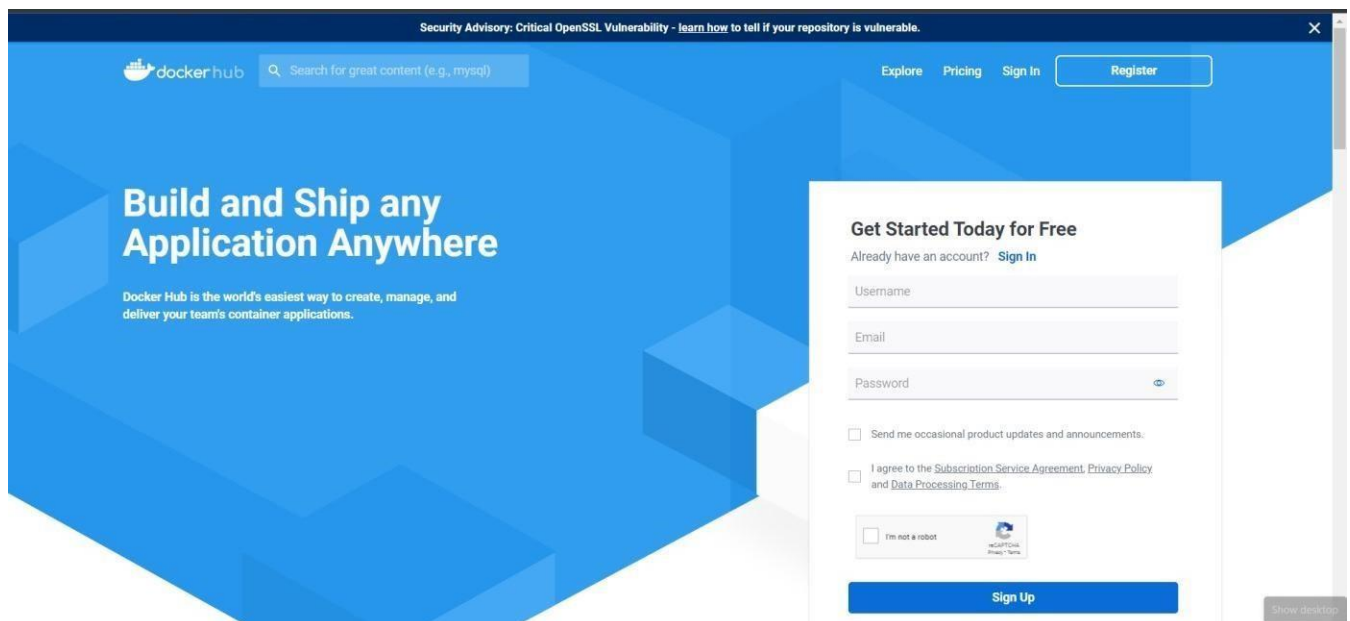 Security Advisory: Critical OpenSSL Vulnerability - learn how to tell if your repository is vulnerable.
dockerhub
Search for great content (e.g., mysql)
Explore
Pricing
Sign In
Register
Build and Ship any
Application Anywhere
Docker Hub is the world's easiest way to create, manage, and
deliver your team's container applications.
Get Started Today for Free
Already have an account? Sign In
Username
Email
Password
Send me occasional product updates and announcements.
I agree to the Subscription Service Agreement, Privacy Policy
and Data Processing Terms.
I'm not a robot
reCAPTCHA
Privacy - Terms
Sign Up
Show desktop